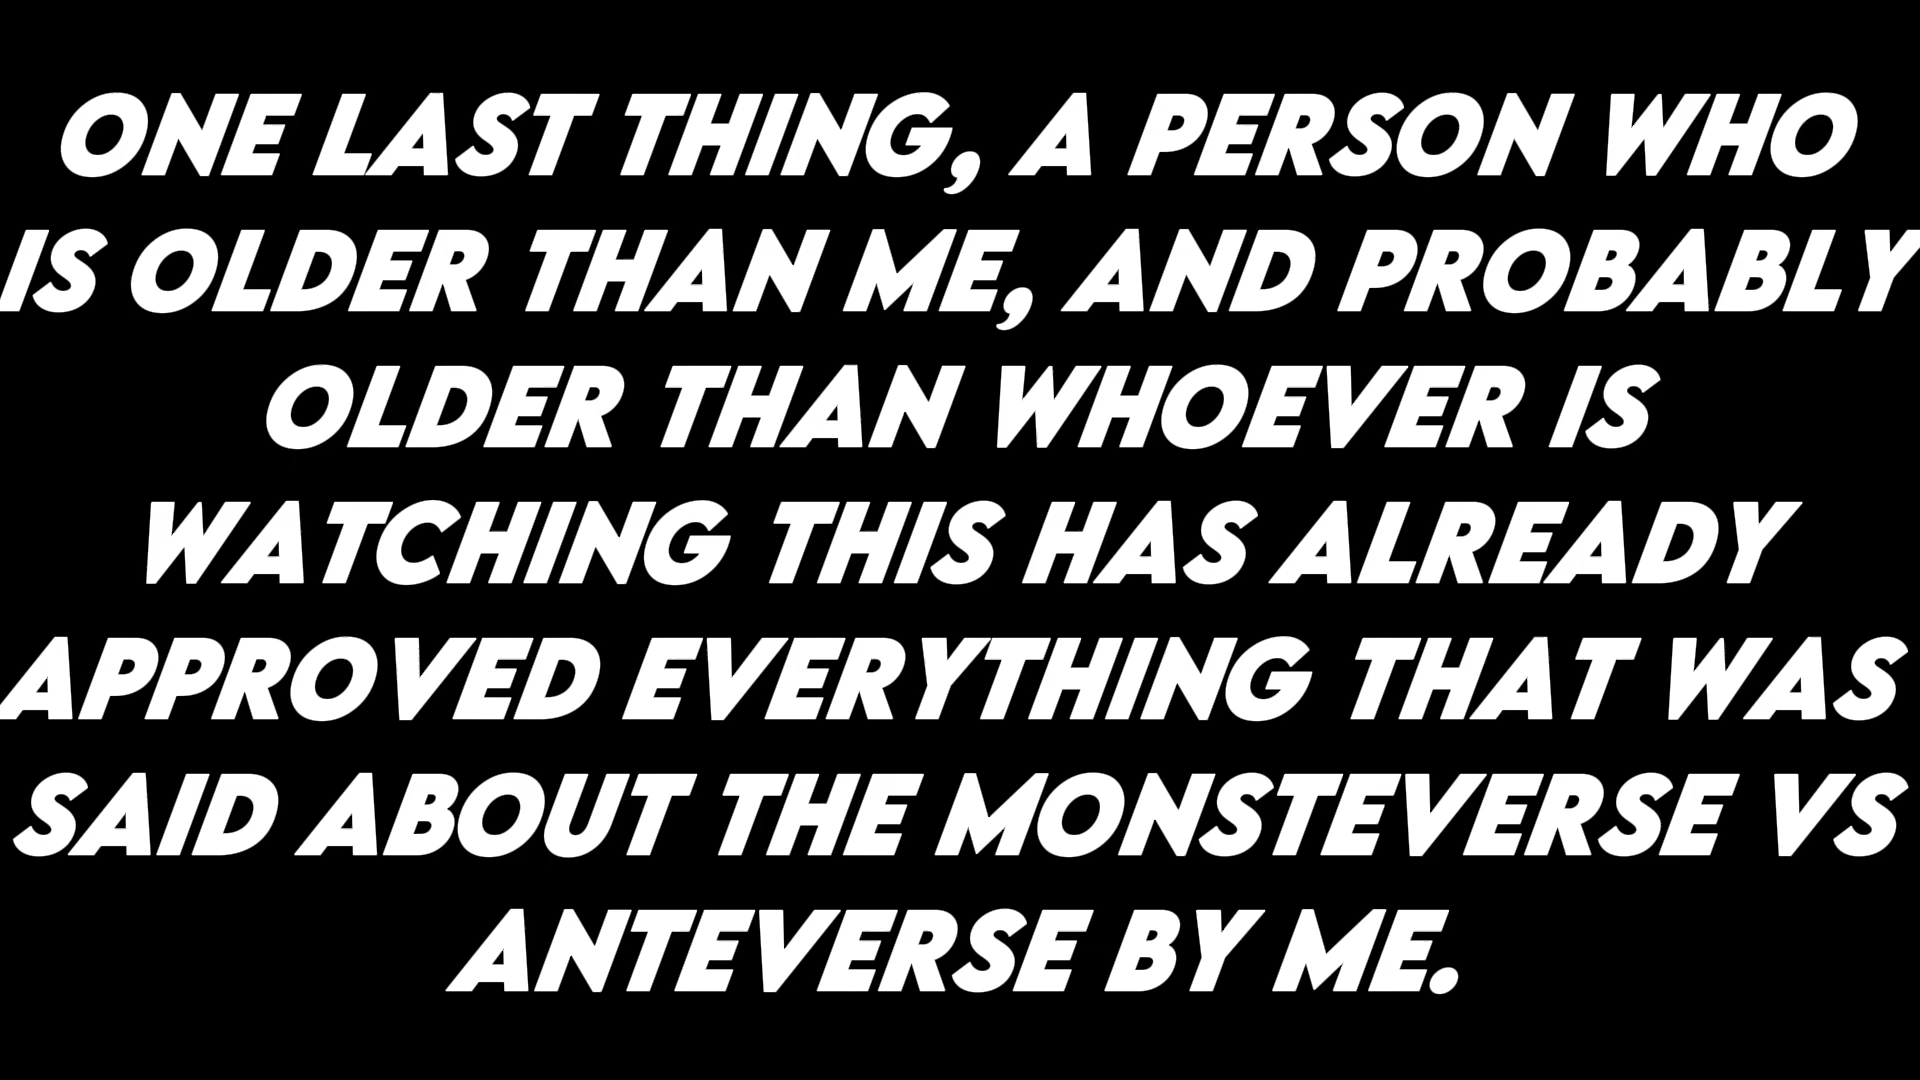 ONE LAST THING, A PERSON WHO
IS OLDER THAN ME, AND PROBABLY
OLDER THAN WHOEVER IS
WATCHING THIS HAS ALREADY
APPROVED EVERYTHING THAT WAS
SAID ABOUT THE MONSTEVERSE VS
ANTEVERSE BY ME.